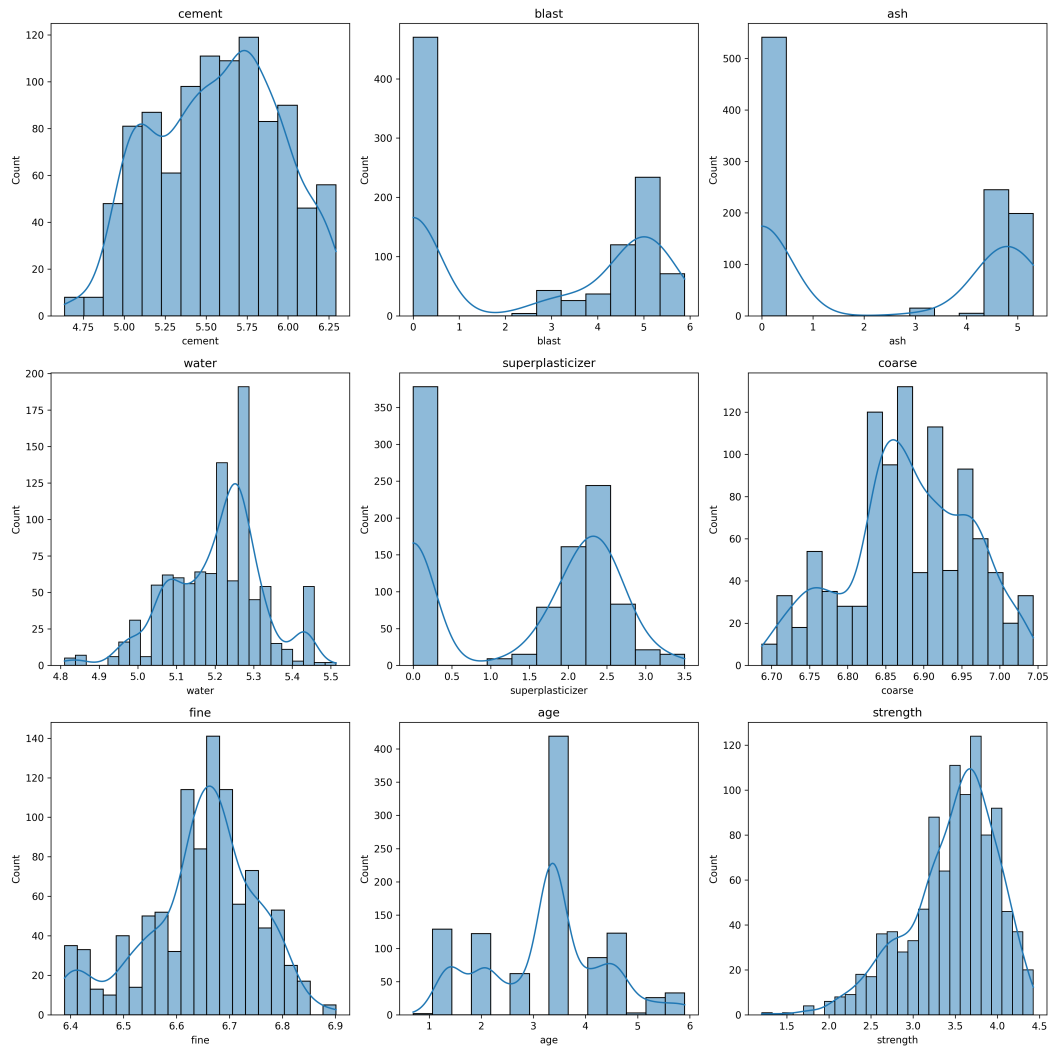 cement
blast
ash
120
100
80
60
40
20
0
Count
4.75 5.00 5.25 5.50 5.75 6.00 6.25
cement
400
300
200
100
0
Count
0 1 2 3 4 5 6
blast
500
400
300
200
100
0
Count
0 1 2 3 4 5
ash
water
superplasticizer
coarse
200
175
150
125
100
75
50
25
0
Count
4.8 4.9 5.0 5.1 5.2 5.3 5.4 5.5
water
350
300
250
200
150
100
50
0
Count
0.0 0.5 1.0 1.5 2.0 2.5 3.0 3.5
superplasticizer
120
100
80
60
40
20
0
Count
6.70 6.75 6.80 6.85 6.90 6.95 7.00 7.05
coarse
fine
age
strength
140
120
100
80
60
40
20
0
Count
6.4 6.5 6.6 6.7 6.8 6.9
fine
400
350
300
250
200
150
100
50
0
Count
1 2 3 4 5 6
age
120
100
80
60
40
20
0
Count
1.5 2.0 2.5 3.0 3.5 4.0 4.5
strength